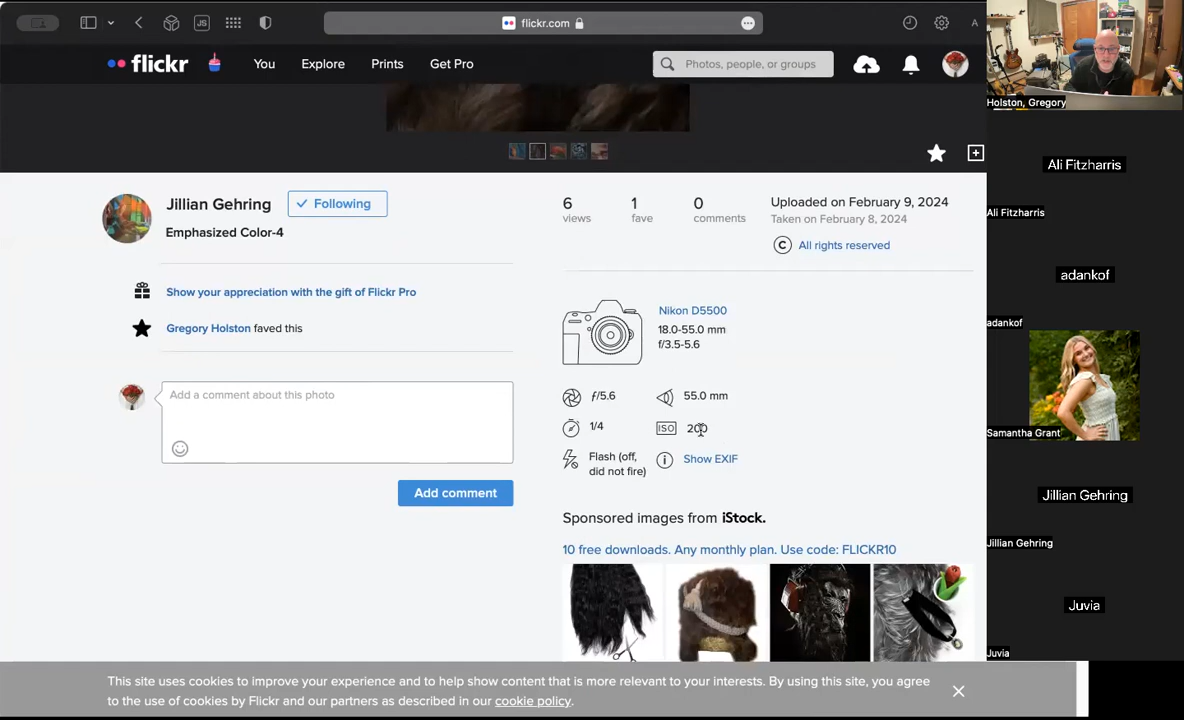 JS
flickr.com
A
flickr
You
Explore
Prints
Get Pro
Photos, people, or groups
Jillian Gehring
Following
Emphasized Color-4
Show your appreciation with the gift of Flickr Pro
Gregory Holston faved this
Add a comment about this photo
Add comment
6
views
1
fave
0
comments
Uploaded on February 9, 2024
Taken on February 8, 2024
C All rights reserved
Nikon D5500
18.0-55.0 mm
f/3.5-5.6
ƒ/5.6
55.0 mm
1/4
ISO 200
Flash (off,
did not fire)
Show EXIF
Sponsored images from iStock.
10 free downloads. Any monthly plan. Use code: FLICKR10
This site uses cookies to improve your experience and to help show content that is more relevant to your interests. By using this site, you agree
to the use of cookies by Flickr and our partners as described in our cookie policy.
Holston, Gregory
Ali Fitzharris
Ali Fitzharris
adankof
adankof
Samantha Grant
Jillian Gehring
Jillian Gehring
Juvia
Juvia